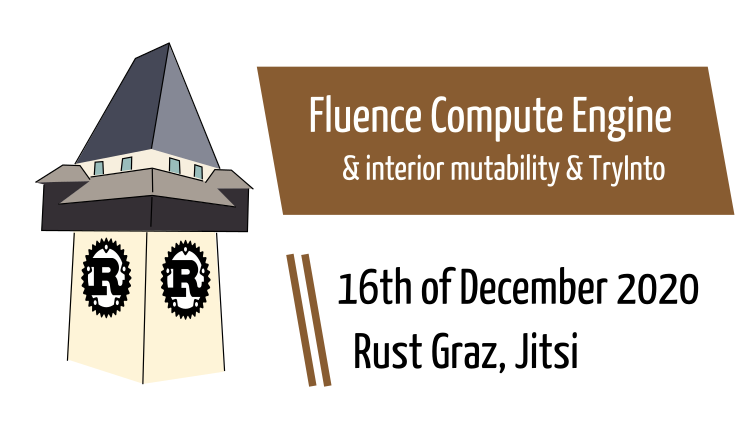 Fluence Compute Engine
& interior mutability & TryInto
R R
16th of December 2020
Rust Graz, Jitsi